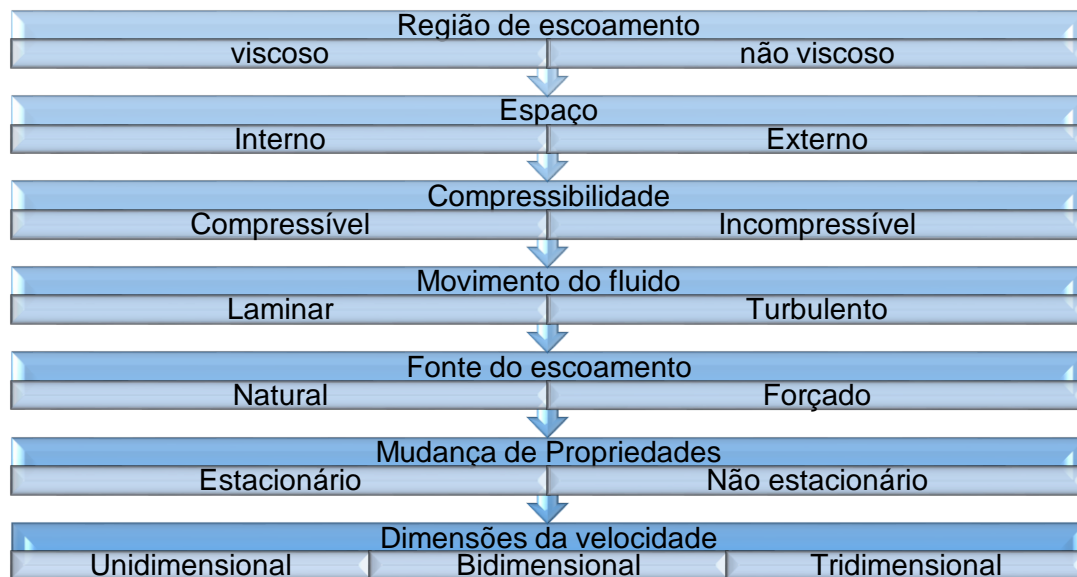 Região de escoamento
viscoso não viscoso
Espaço
Interno Externo
Compressibilidade
Compressível Incompressível
Movimento do fluido
Laminar Turbulento
Fonte do escoamento
Natural Forçado
Mudança de Propriedades
Estacionário Não estacionário
Dimensões da velocidade
Unidimensional Bidimensional Tridimensional